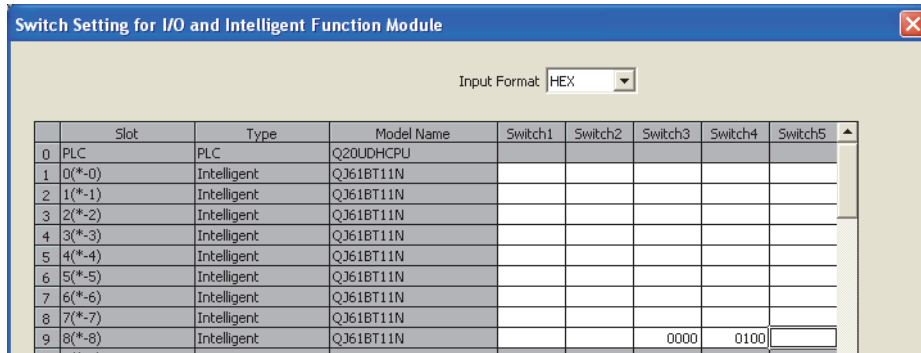 Switch Setting for I/O and Intelligent Function Module
Input Format HEX
Slot Type Model Name Switch1 Switch2 Switch3 Switch4 Switch5
0 PLC PLC Q20UDHCPU
1 0(*-0) Intelligent QJ61BT11N
2 1(*-1) Intelligent QJ61BT11N
3 2(*-2) Intelligent QJ61BT11N
4 3(*-3) Intelligent QJ61BT11N
5 4(*-4) Intelligent QJ61BT11N
6 5(*-5) Intelligent QJ61BT11N
7 6(*-6) Intelligent QJ61BT11N
8 7(*-7) Intelligent QJ61BT11N
9 8(*-8) Intelligent QJ61BT11N 0000 0100